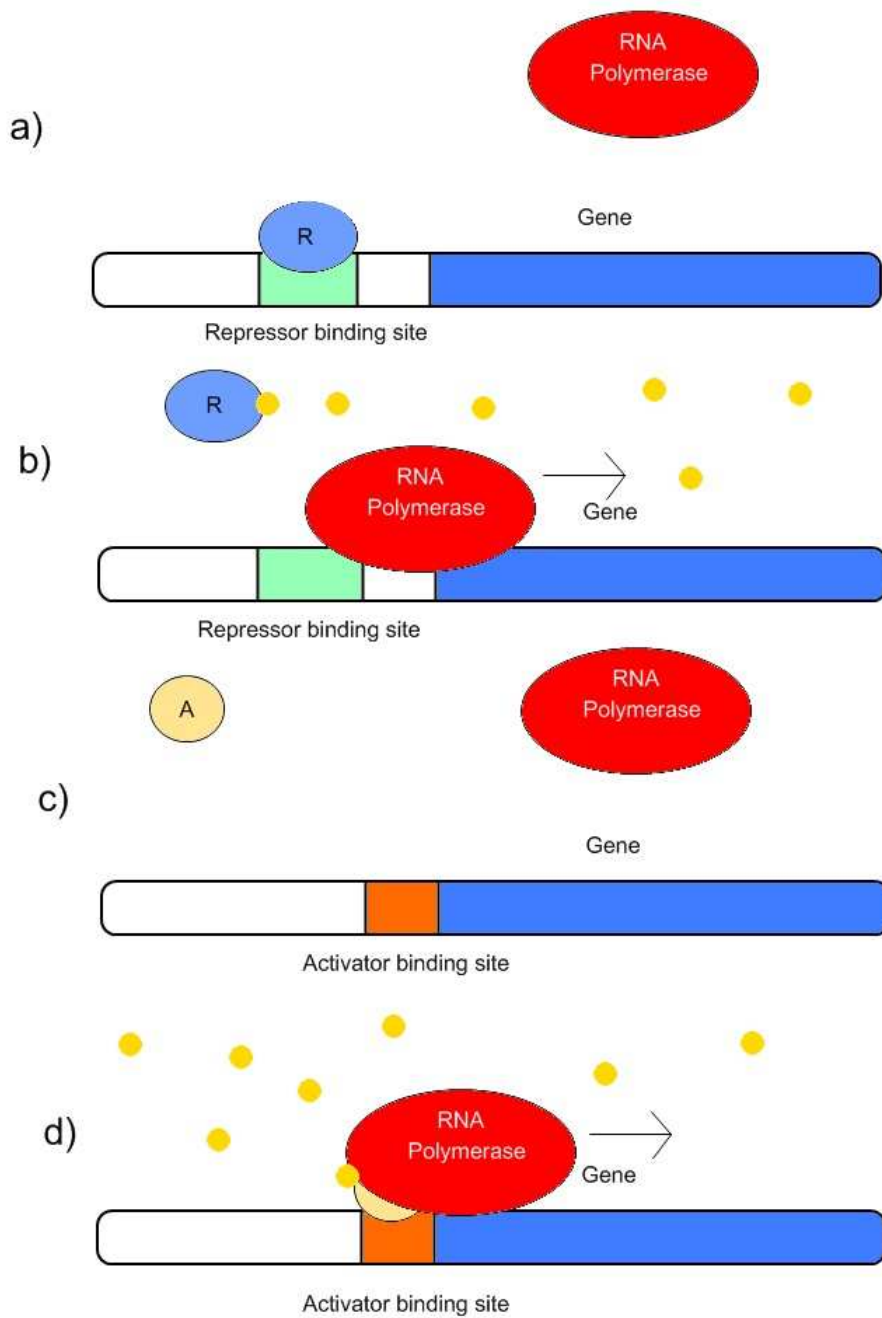 RNA
Polymerase
a)
R
Gene
Repressor binding site
R
b)
RNA
Polymerase
Gene
Repressor binding site
A
RNA
Polymerase
c)
Gene
Activator binding site
d)
RNA
Polymerase
Gene
Activator binding site